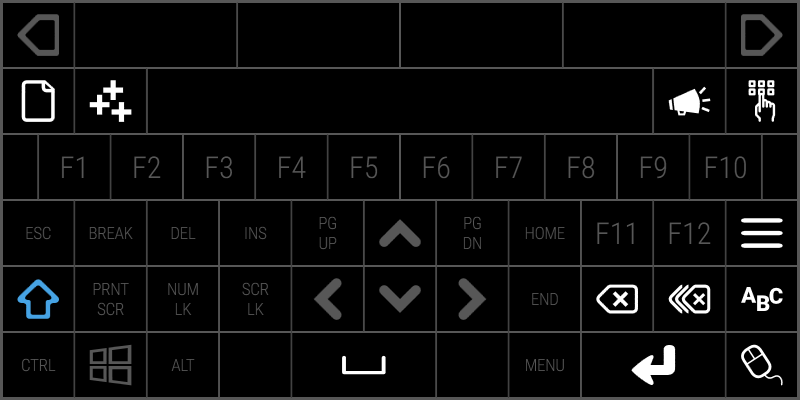 F1 F2 F3 F4 F5 F6 F7 F8 F9 F10
ESC BREAK DEL INS PG UP PG DN HOME F11 F12
PRNT SCR NUM LK SCR LK END ABC
CTRL ALT MENU